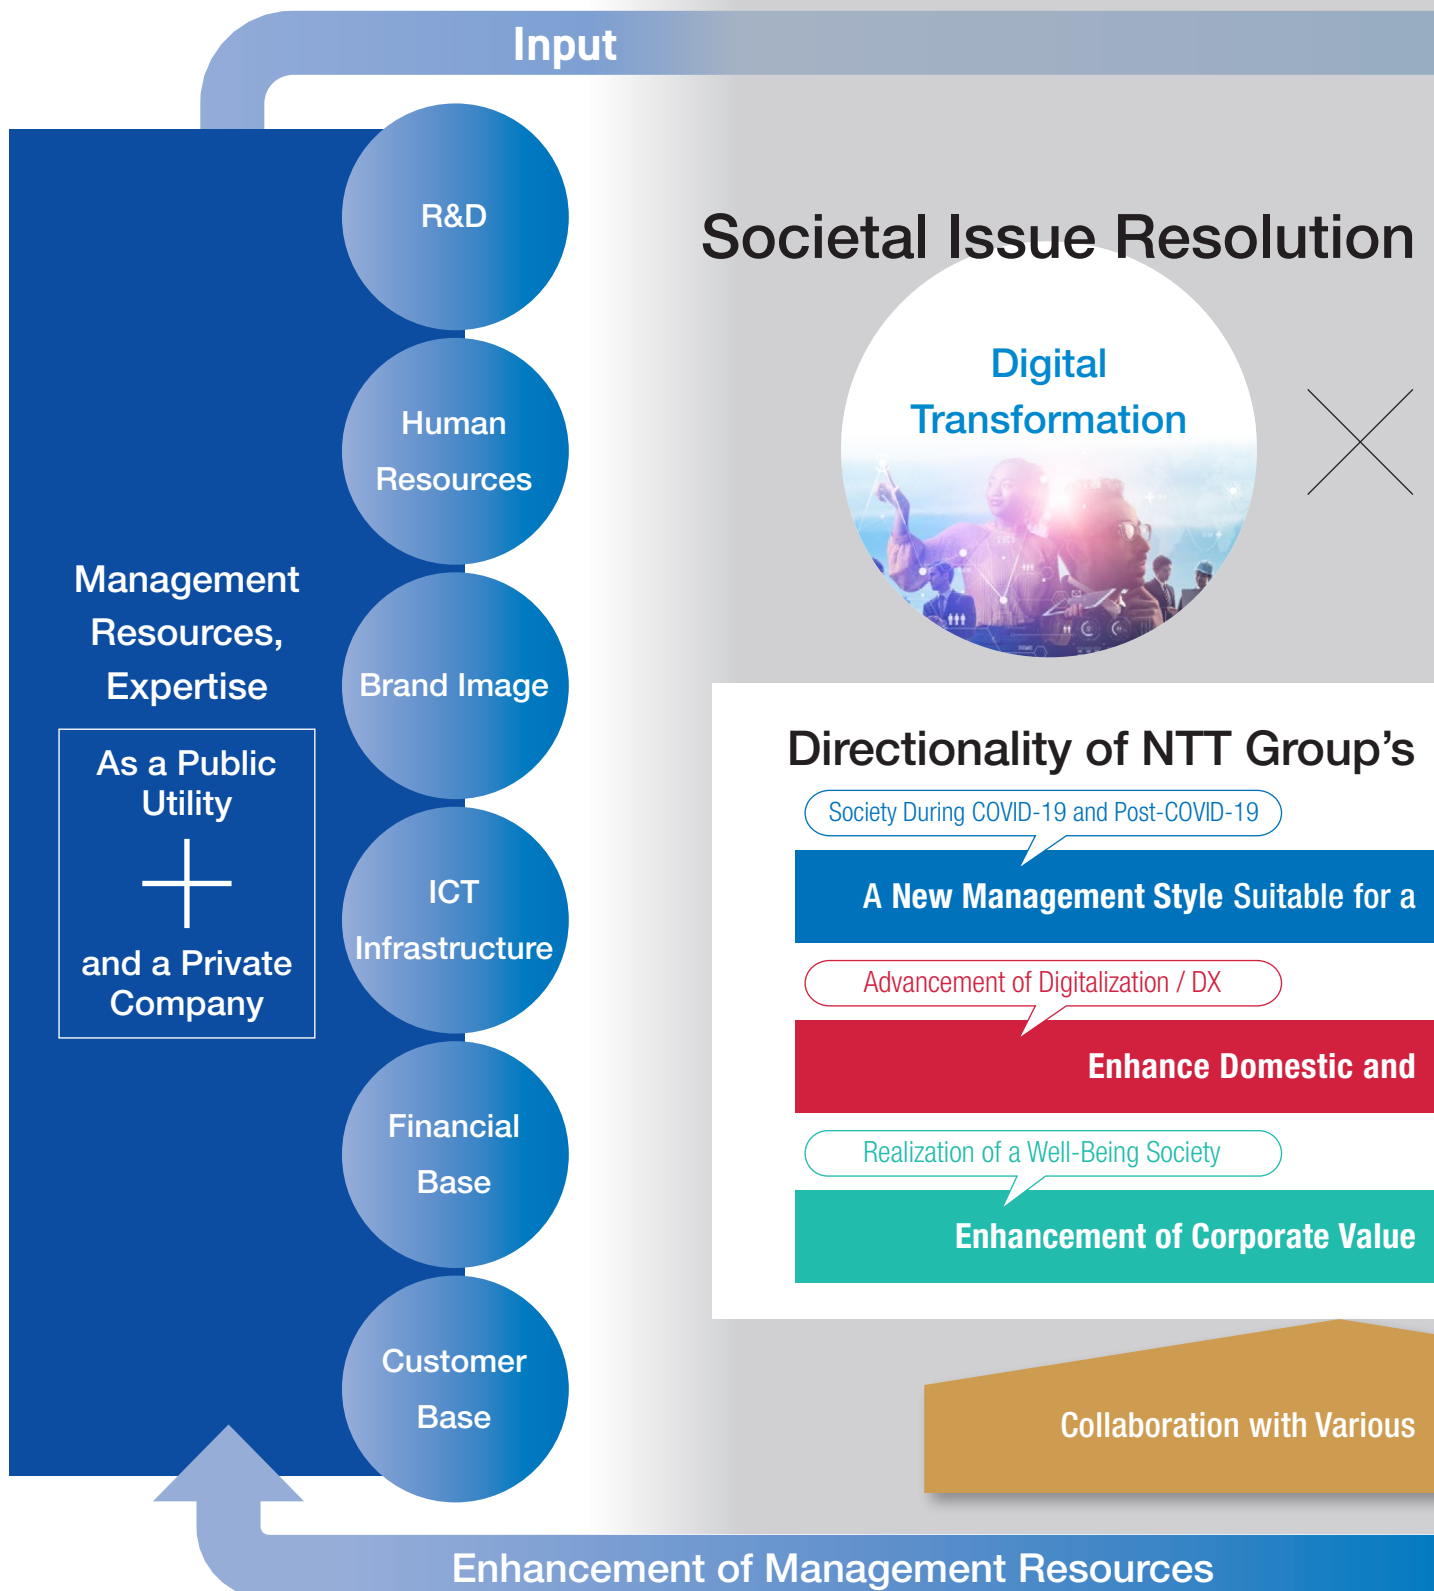 Input
Management
Resources,
Expertise
As a Public
Utility
and a Private
Company
R&D
Human
Resources
Brand Image
ICT
Infrastructure
Financial
Base
Customer
Base
Societal Issue Resolution
Digital
Transformation
Directionality of NTT Group’s
Society During COVID-19 and Post-COVID-19
A New Management Style Suitable for a
Advancement of Digitalization / DX
Enhance Domestic and
Realization of a Well-Being Society
Enhancement of Corporate Value
Collaboration with Various
Enhancement of Management Resources